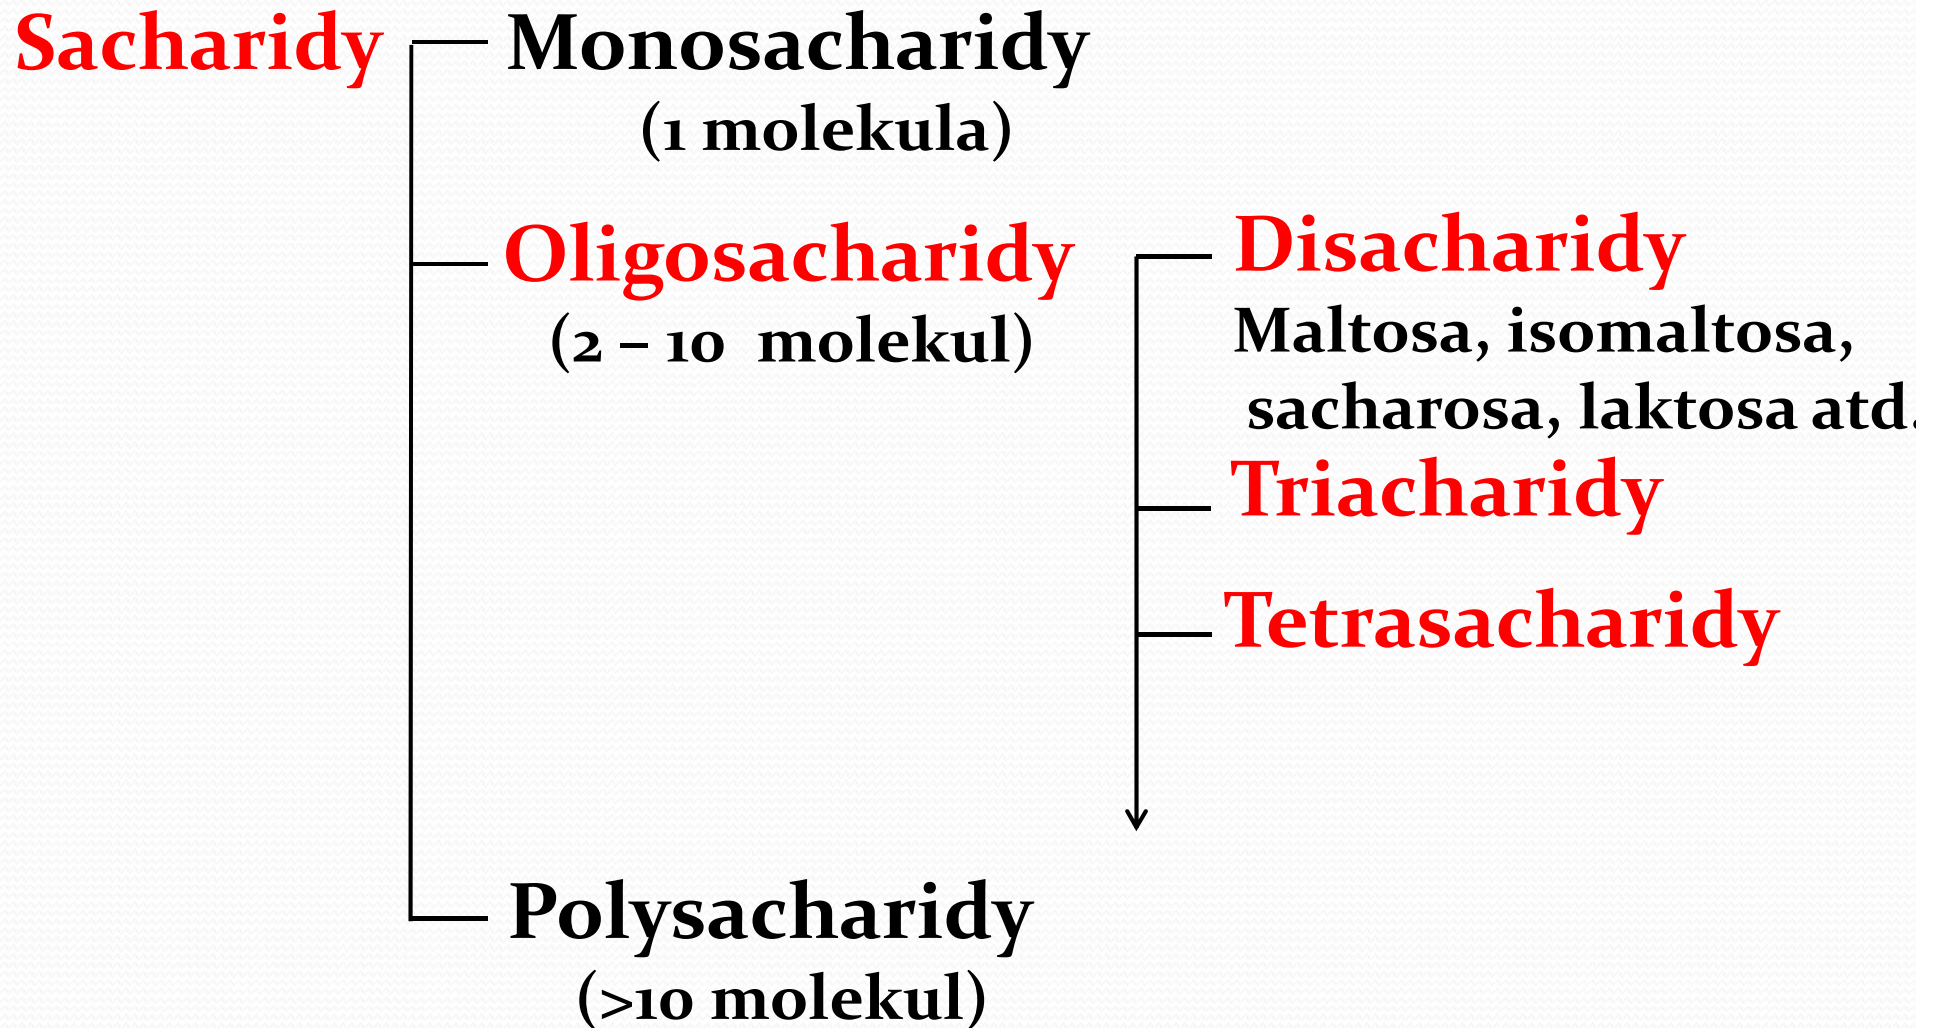 Sacharidy
Monosacharidy
(1 molekula)
Oligosacharidy
(2 – 10 molekul)
Disacharidy
Maltosa, isomaltosa,
sacharosa, laktosa atd.
Triacharidy
Tetrasacharidy
Polysacharidy
(>10 molekul)